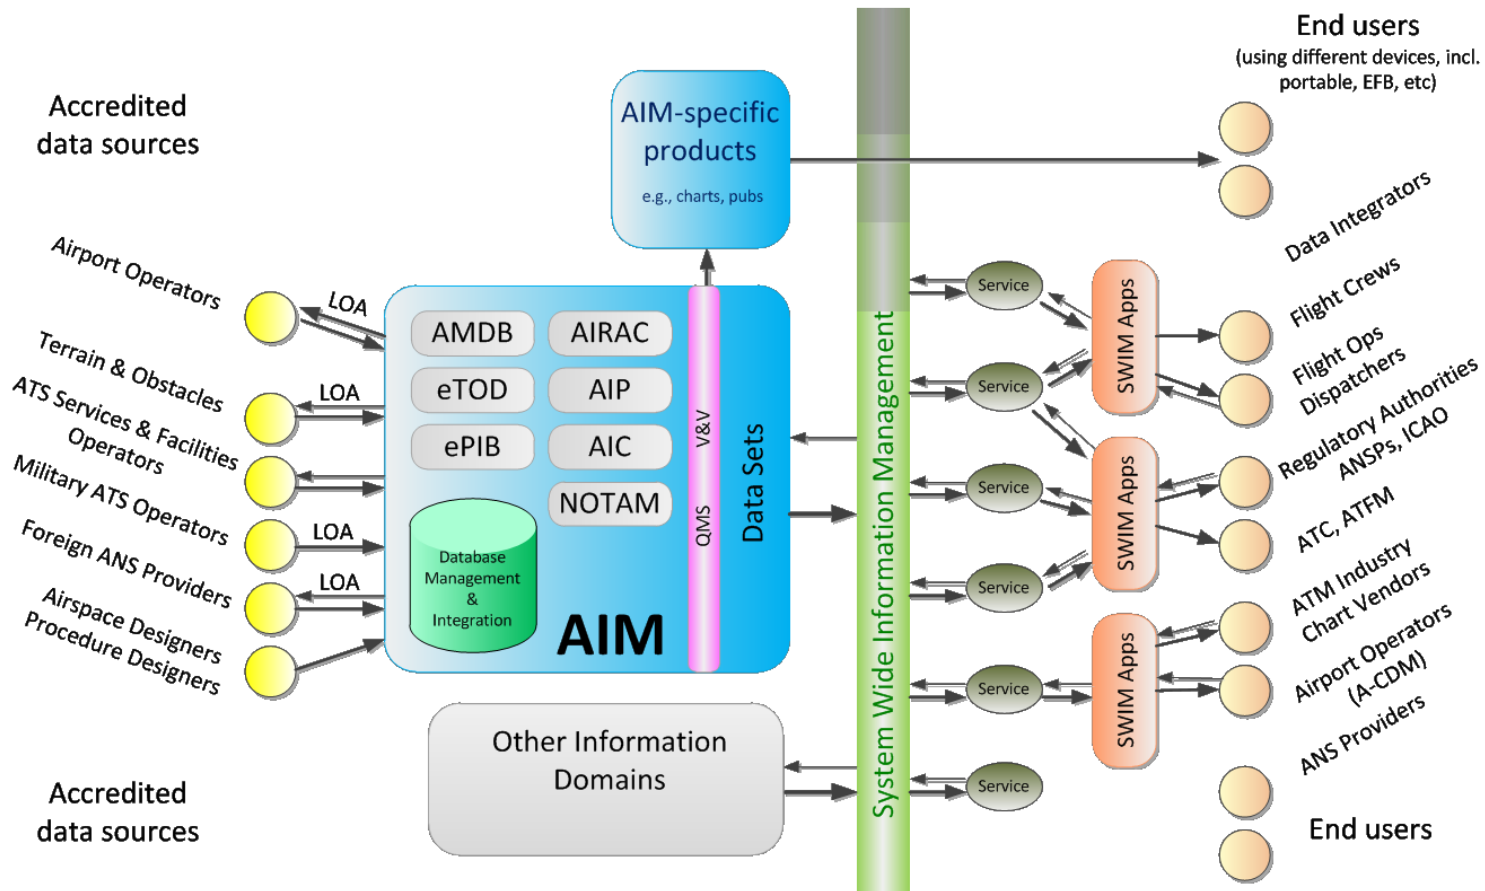 Accredited
data sources
Airport Operators
Terrain & Obstacles
ATS Services & Facilities
Operators
Military ATS Operators
Foreign ANS Providers
Airspace Designers
Procedure Designers
Accredited
data sources
LOA
LOA
LOA
LOA
AIM-specific
products
e.g., charts, pubs
AMDB
AIRAC
eTOD
AIP
ePIB
AIC
NOTAM
Database
Management
&
Integration
AIM
QMS
V&V
Data Sets
Other Information
Domains
System Wide Information Management
Service
Service
Service
Service
Service
Service
SWIM Apps
SWIM Apps
SWIM Apps
End users
(using different devices, incl.
portable, EFB, etc)
Data Integrators
Flight Crews
Flight Ops
Dispatchers
Regulatory Authorities
ANSPs, ICAO
ATC, ATFM
ATM Industry
Chart Vendors
Airport Operators
(A-CDM)
ANS Providers
End users